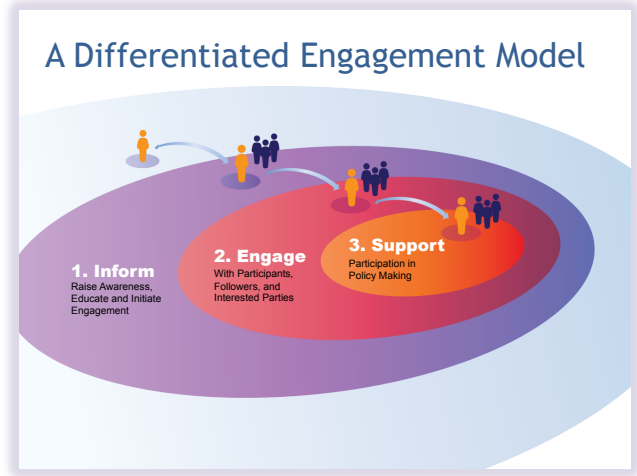 A Differentiated Engagement Model
1. Inform
Raise Awareness,
Educate and Initiate
Engagement
2. Engage
With Participants,
Followers, and
Interested Parties
3. Support
Participation in
Policy Making